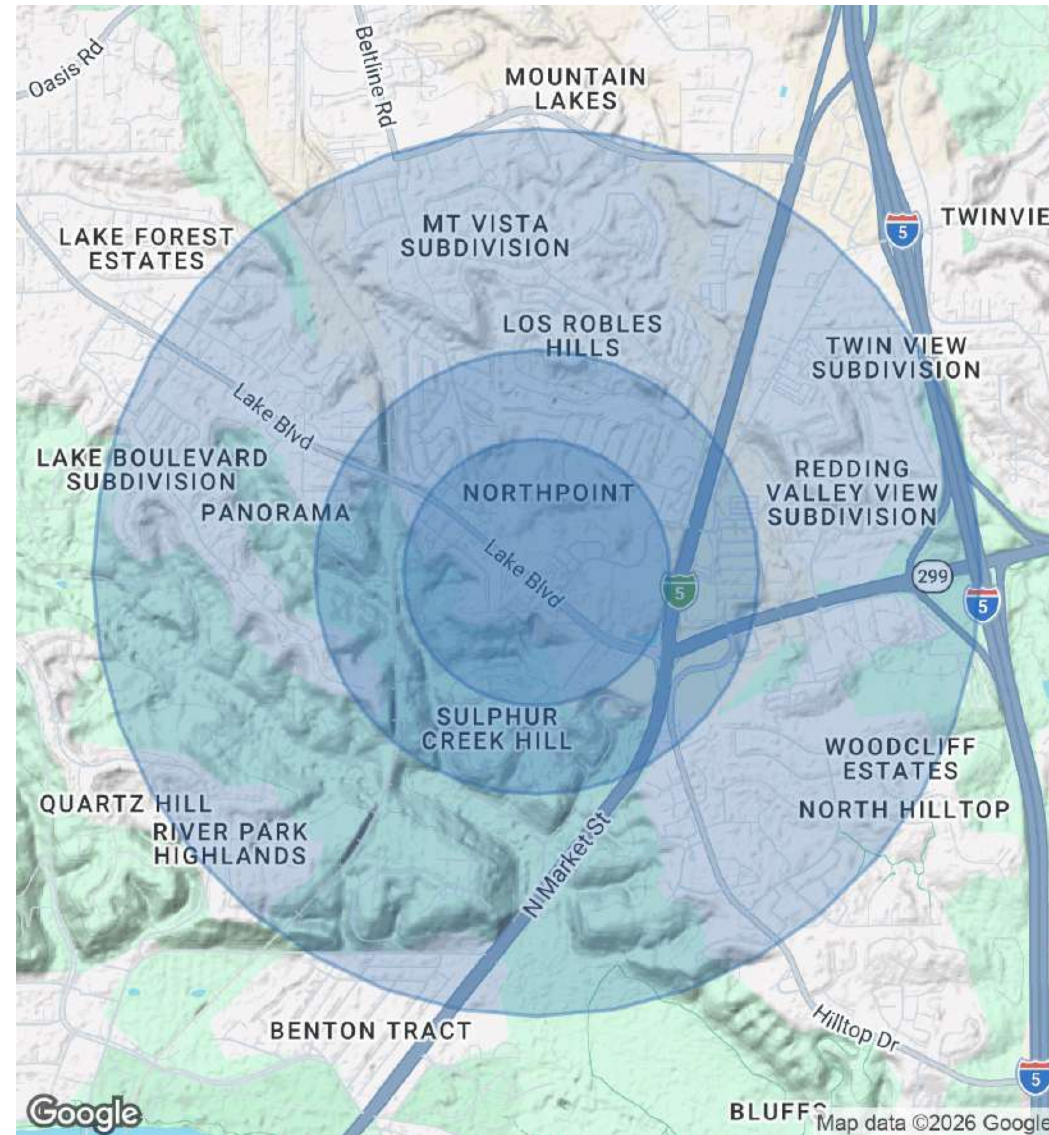 Oasis Rd
Beltline Rd
MOUNTAIN
LAKES
5
TWINVIE
LAKE FOREST
ESTATES
MT VISTA
SUBDIVISION
LOS ROBLES
HILLS
TWIN VIEW
SUBDIVISION
Lake Blvd
LAKE BOULEVARD
SUBDIVISION
PANORAMA
NORTHPOINT
REDDING
VALLEY VIEW
SUBDIVISION
Lake Blvd
5
299
5
SULPHUR
CREEK HILL
WOODCLIFF
ESTATES
NORTH HILLTOP
QUARTZ HILL
RIVER PARK
HIGHLANDS
N Market St
BENTON TRACT
Hilltop Dr
5
BLUFFS
Google
Map data ©2026 Google